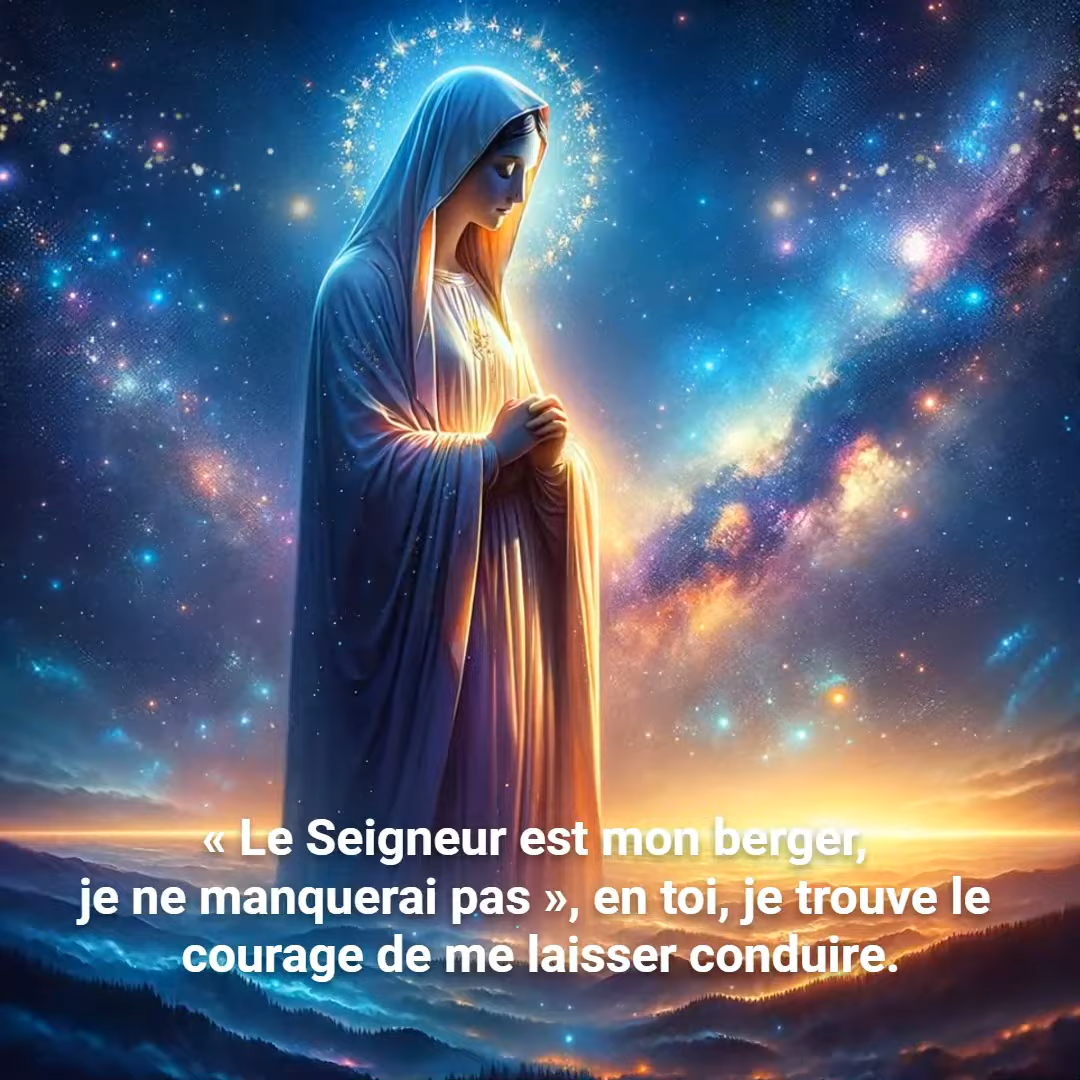 « Le Seigneur est mon berger,
je ne manquerai pas », en toi, je trouve le
courage de me laisser conduire.